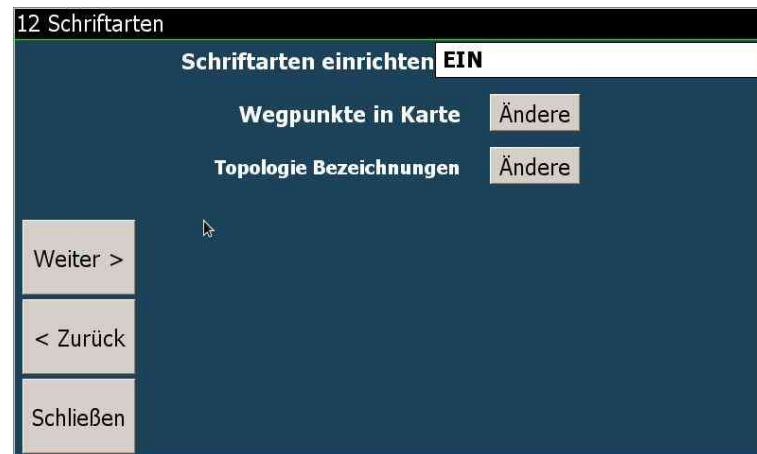 12 Schriftarten
Schriftarten einrichten EIN
Wegpunkte in Karte Ändere
Topologie Bezeichnungen Ändere
Weiter >
< Zurück
Schließen